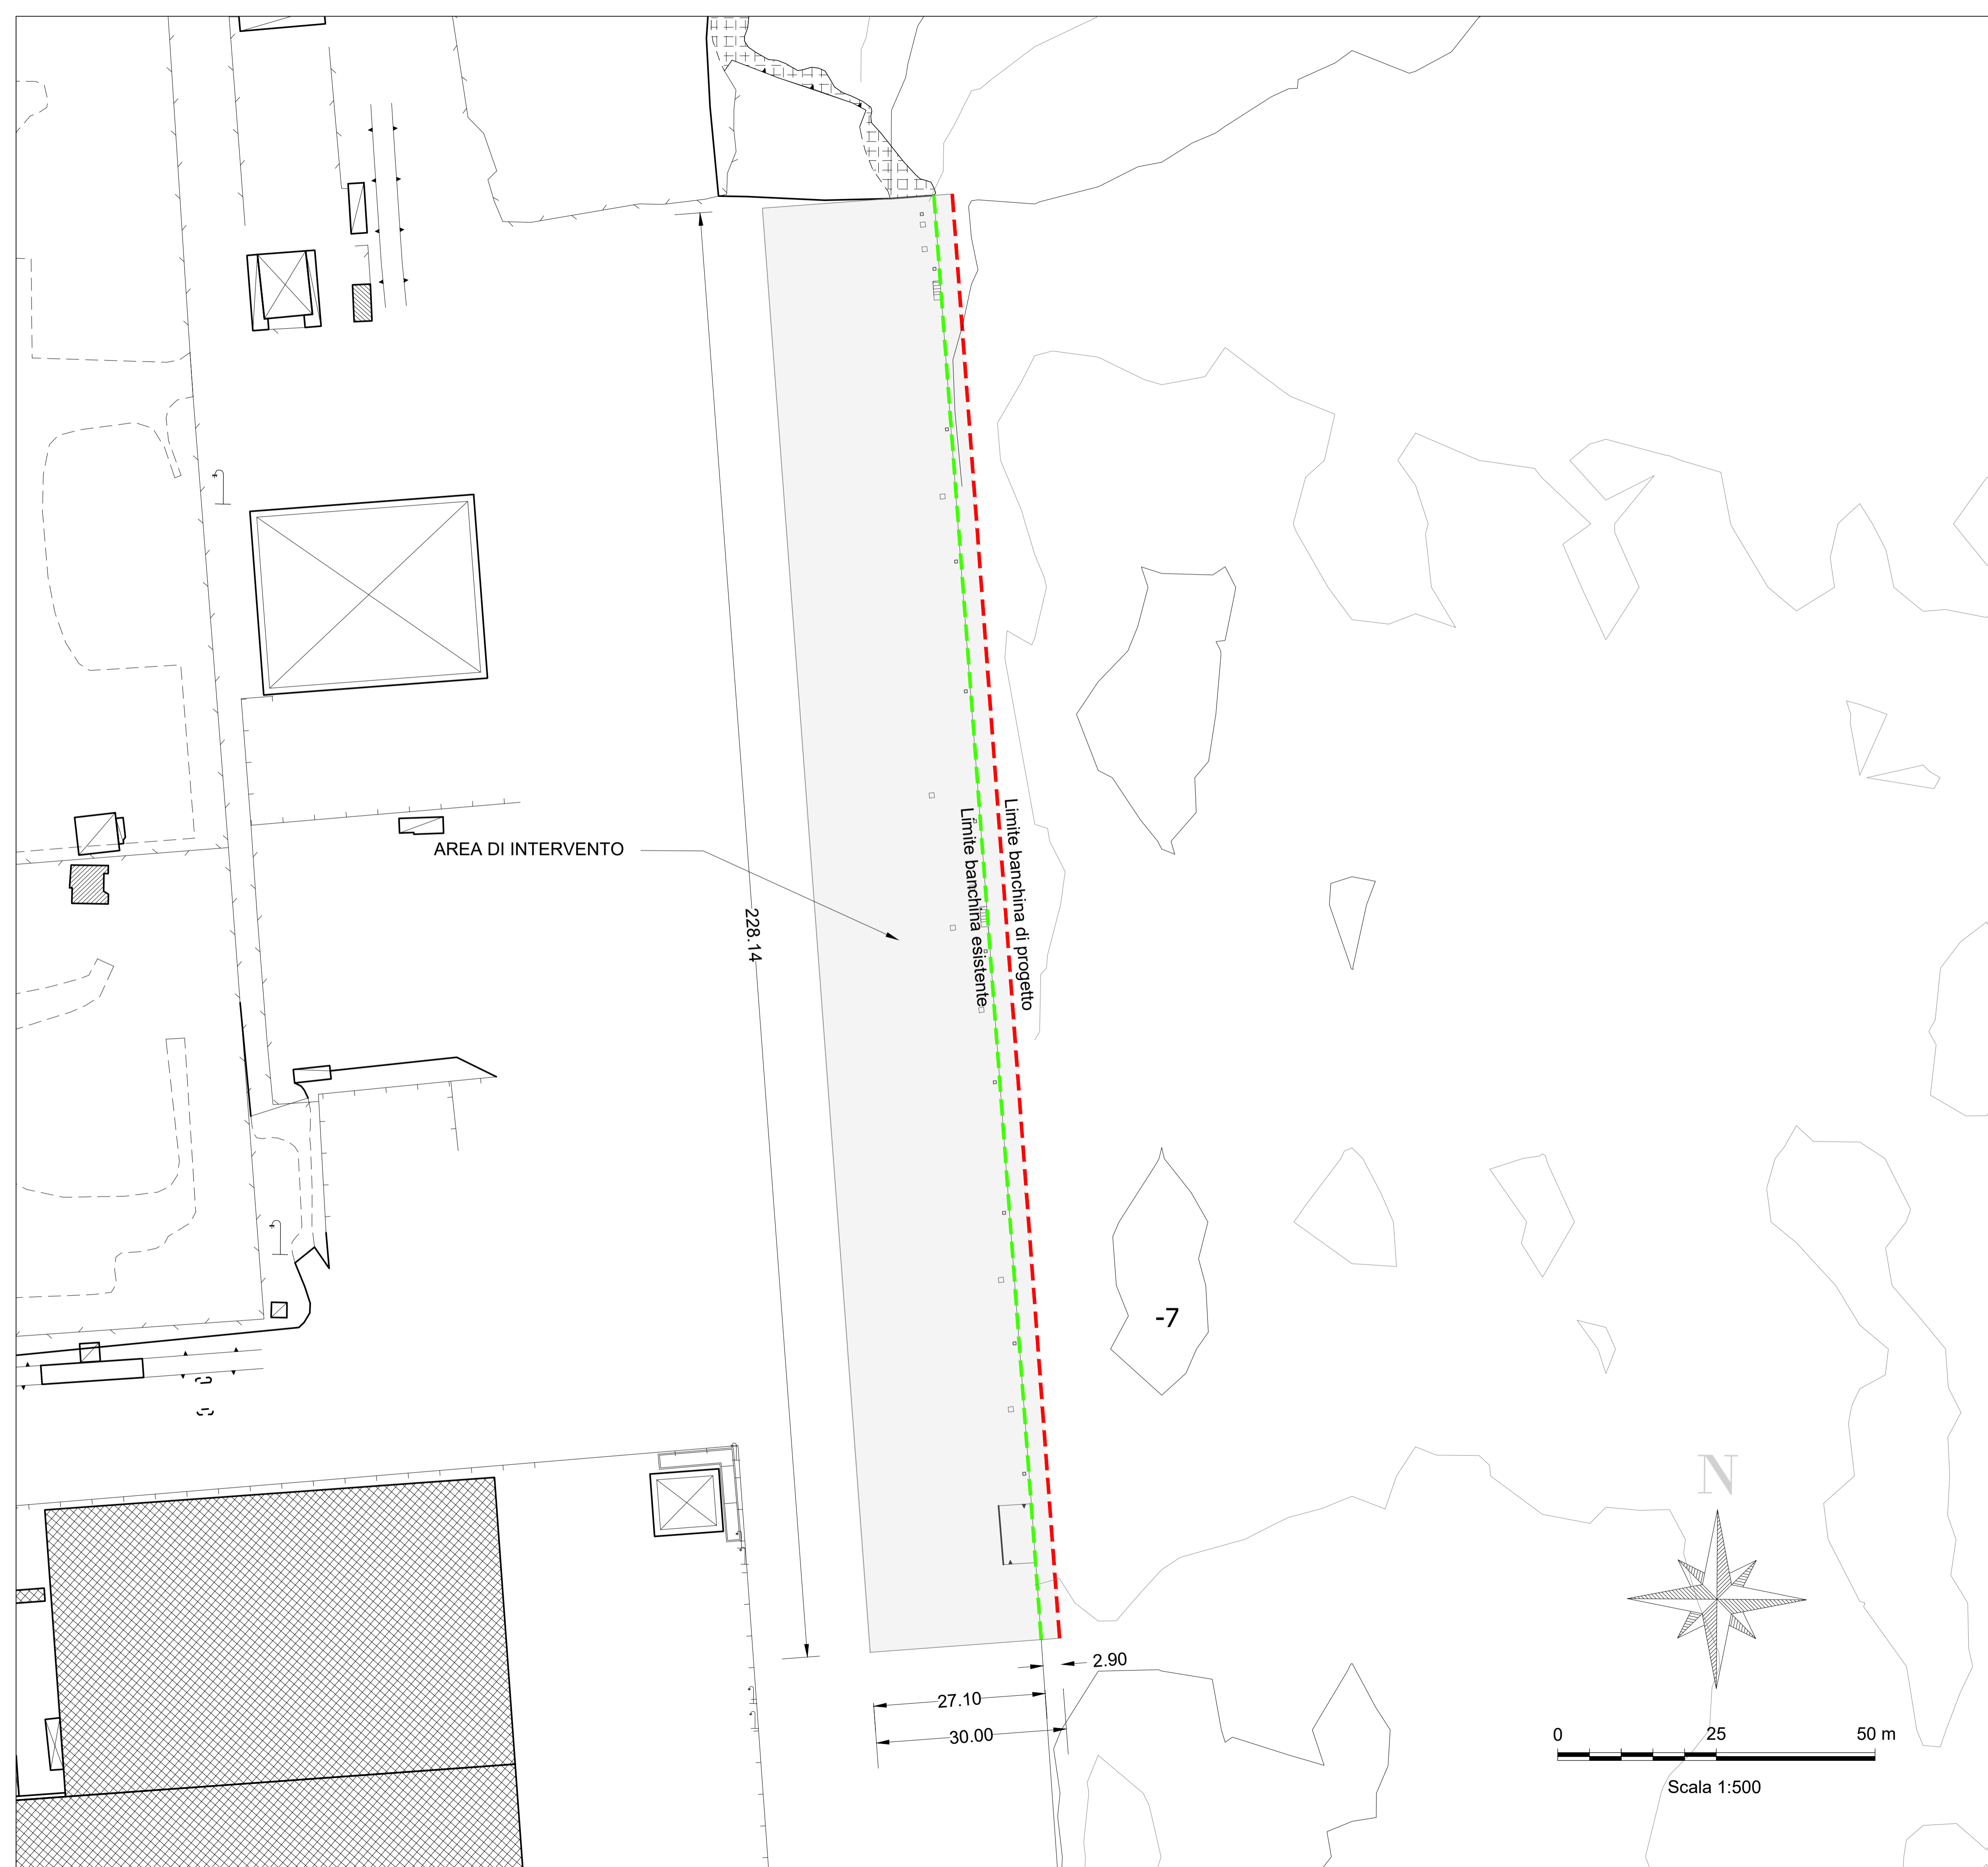 AREA DI INTERVENTO
228.14
Limite banchina esistente
Limite banchina di progetto
-7
N
2.90
27.10
30.00
0 25 50 m
Scala 1:500